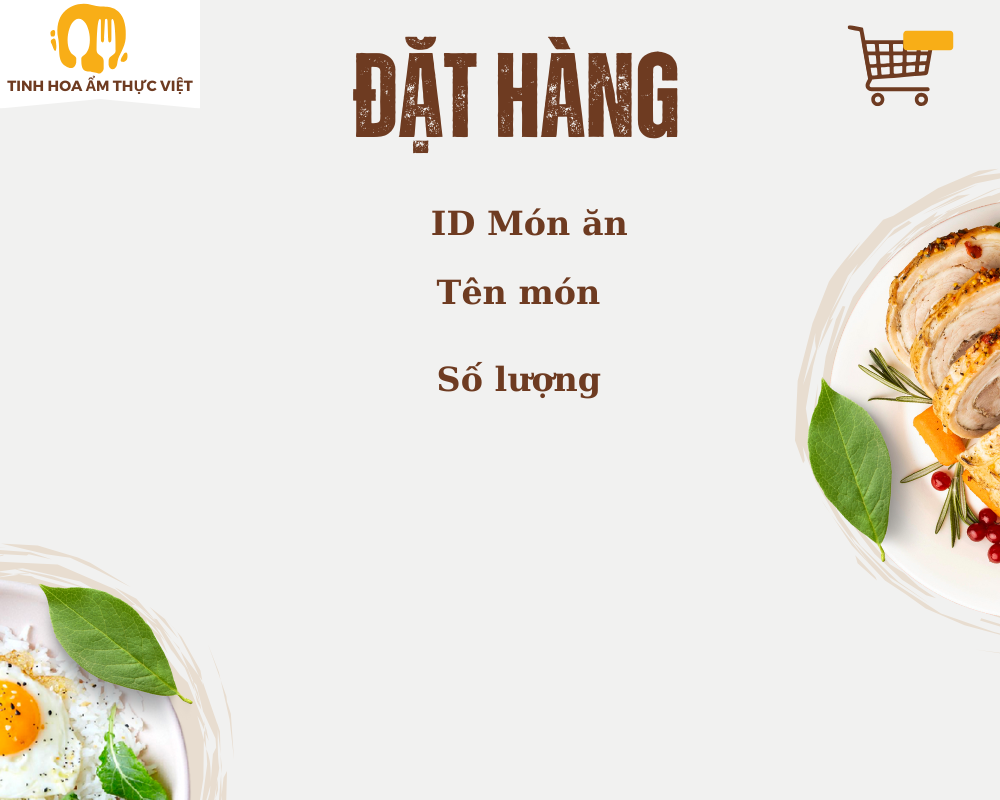 TINH HOA ẨM THỰC VIỆT
ĐẶT HÀNG
ID Món ăn
Tên món
Số lượng